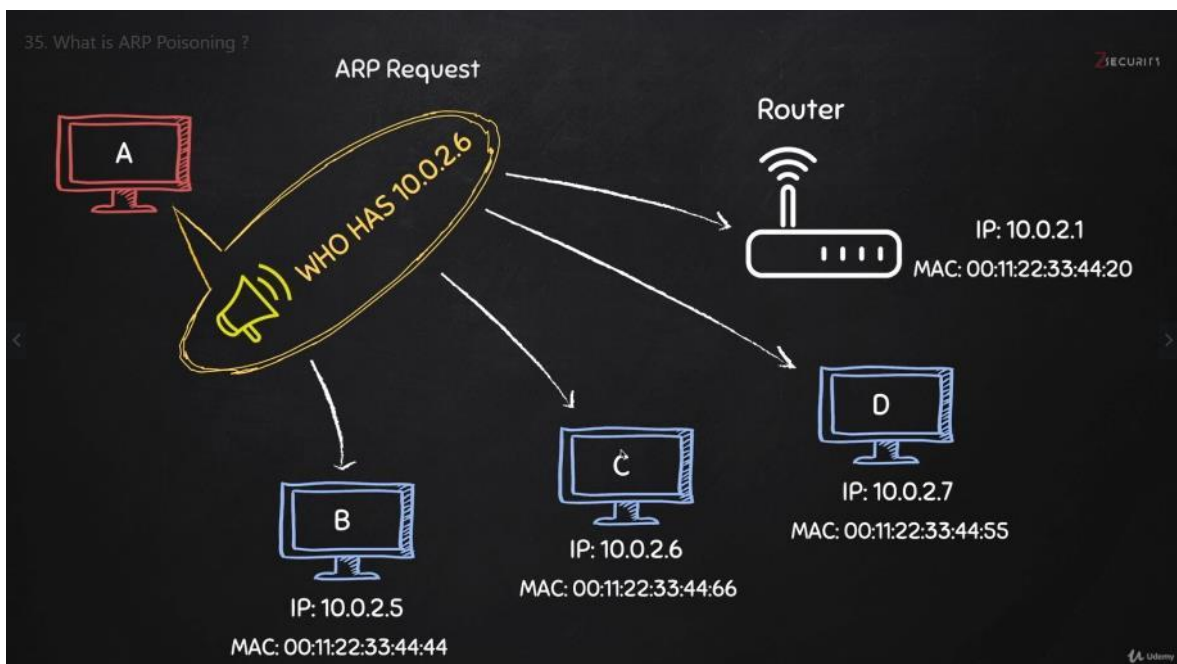 35. What is ARP Poisoning ?
ZSECURITY
ARP Request
Router
A
WHO HAS 10.0.2.6
IP: 10.0.2.1
MAC: 00:11:22:33:44:20
D
IP: 10.0.2.7
MAC: 00:11:22:33:44:55
C
IP: 10.0.2.6
MAC: 00:11:22:33:44:66
B
IP: 10.0.2.5
MAC: 00:11:22:33:44:44
Udemy